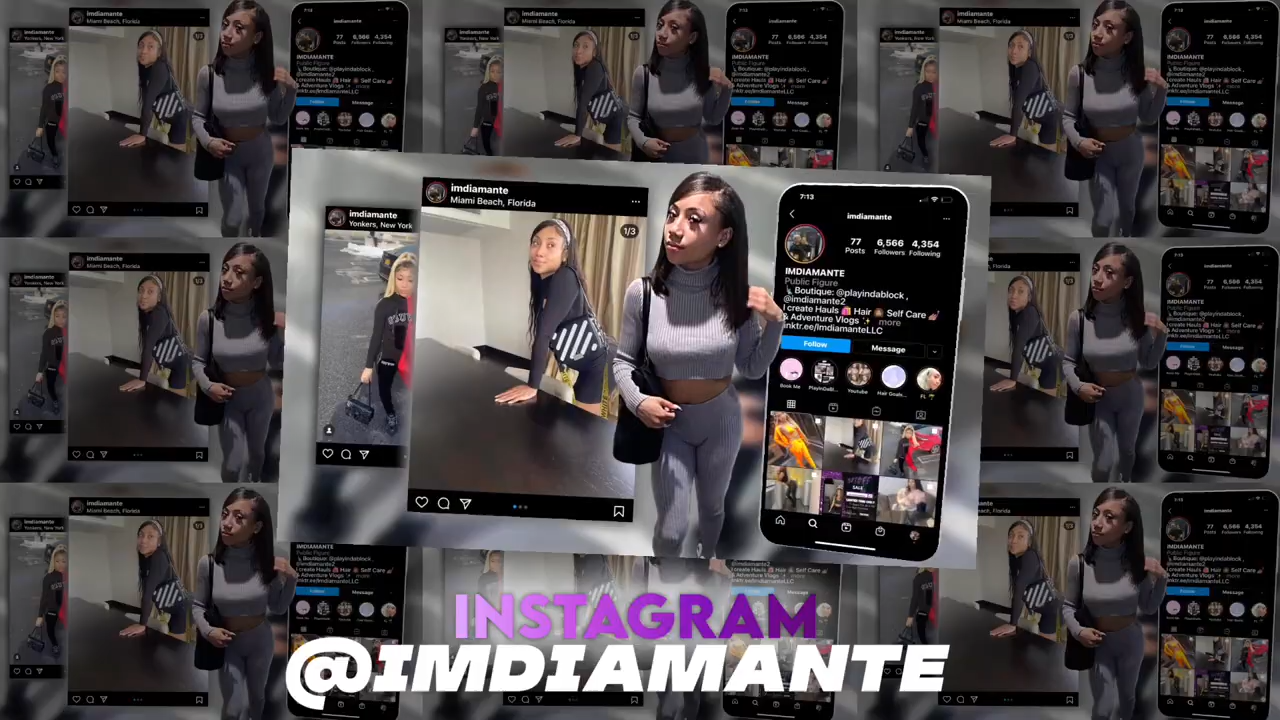 imdiamante
Yonkers, New York
imdiamante
Miami Beach, Florida
1/3
7:13
imdiamante
77 6,566 4,354
Posts Followers Following
IMDIAMANTE
Public Figure
Boutique: @playindablock ,
@imdiamante2
I create Hauls 🛍 Hair 💇🏾‍♀️ Self Care 💅🏾
& Adventure Vlogs ✨ more
linktr.ee/ImdiamanteLLC
Follow Message
Book Me PlayInDaBl... Youtube Hair Goals... FL 🌴
INSTAGRAM
@IMDIAMANTE